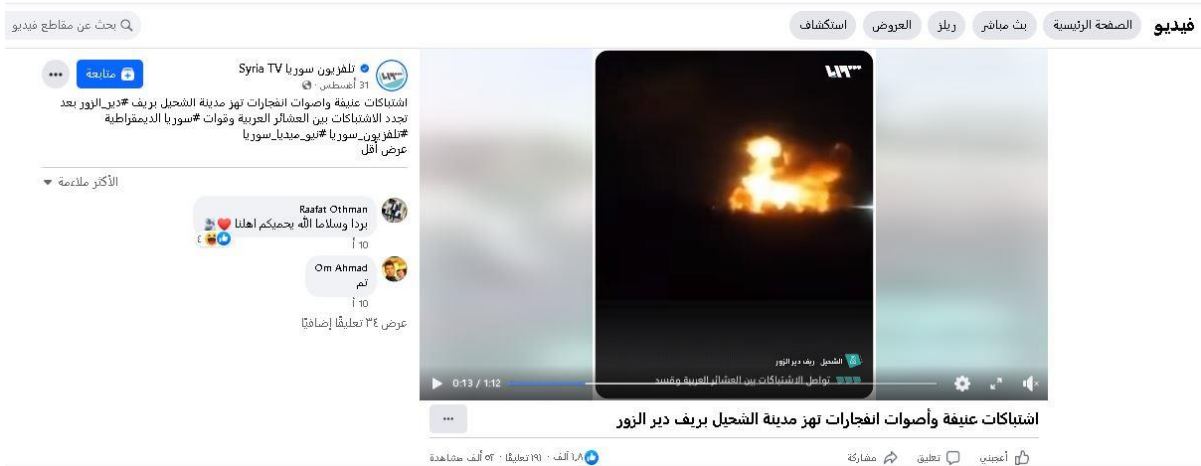 فيديو
الصفحة الرئيسية
بث مباشر
ريلز
العروض
استكشاف
بحث عن مقاطع فيديو
تلفزيون سوريا Syria TV
31 أغسطس ·
متابعة
اشتباكات عنيفة واصوات انفجارات تهز مدينة الشحيل بريف #دير_الزور بعد
تجدد الاشتباكات بين العشائر العربية وقوات #سوريا الديمقراطية
#تلفزيون_سوريا #نيو_ميديا_سوريا
عرض أقل
الأكثر ملاءمة
Raafat Othman
بردا وسلاما الله يحميكم اهلنا
٤
10 أ
Om Ahmad
تم
10 أ
عرض ٣٤ تعليقًا إضافيًا
سوريا
الشحيل ريف دير الزور
تواصل الاشتباكات بين العشائر العربية وقسد
0:13 / 1:12
اشتباكات عنيفة وأصوات انفجارات تهز مدينة الشحيل بريف دير الزور
أعجبني
تعليق
مشاركة
١٫٨ ألف · ١٩١ تعليقًا · ٥٢ ألف مشاهدة